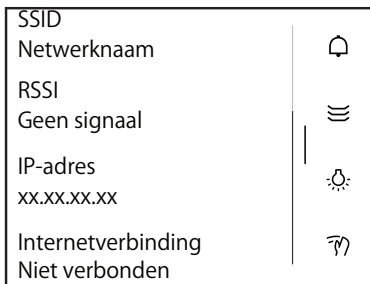 SSID
Netwerknaam
RSSI
Geen signaal
IP-adres
xx.xx.xx.xx
Internetverbinding
Niet verbonden